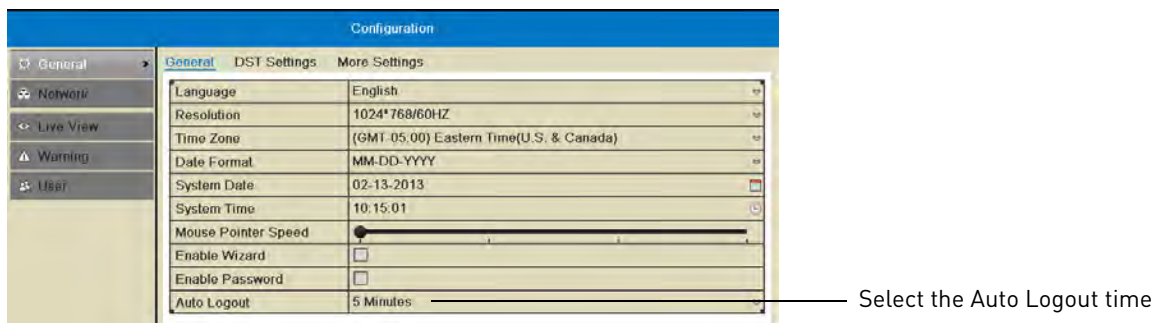 Configuration
General
Network
Live View
Warning
User
General DST Settings More Settings
Language English
Resolution 1024*768/60HZ
Time Zone (GMT-05:00) Eastern Time(U.S. & Canada)
Date Format MM-DD-YYYY
System Date 02-13-2013
System Time 10:15:01
Mouse Pointer Speed
Enable Wizard
Enable Password
Auto Logout 5 Minutes
Select the Auto Logout time